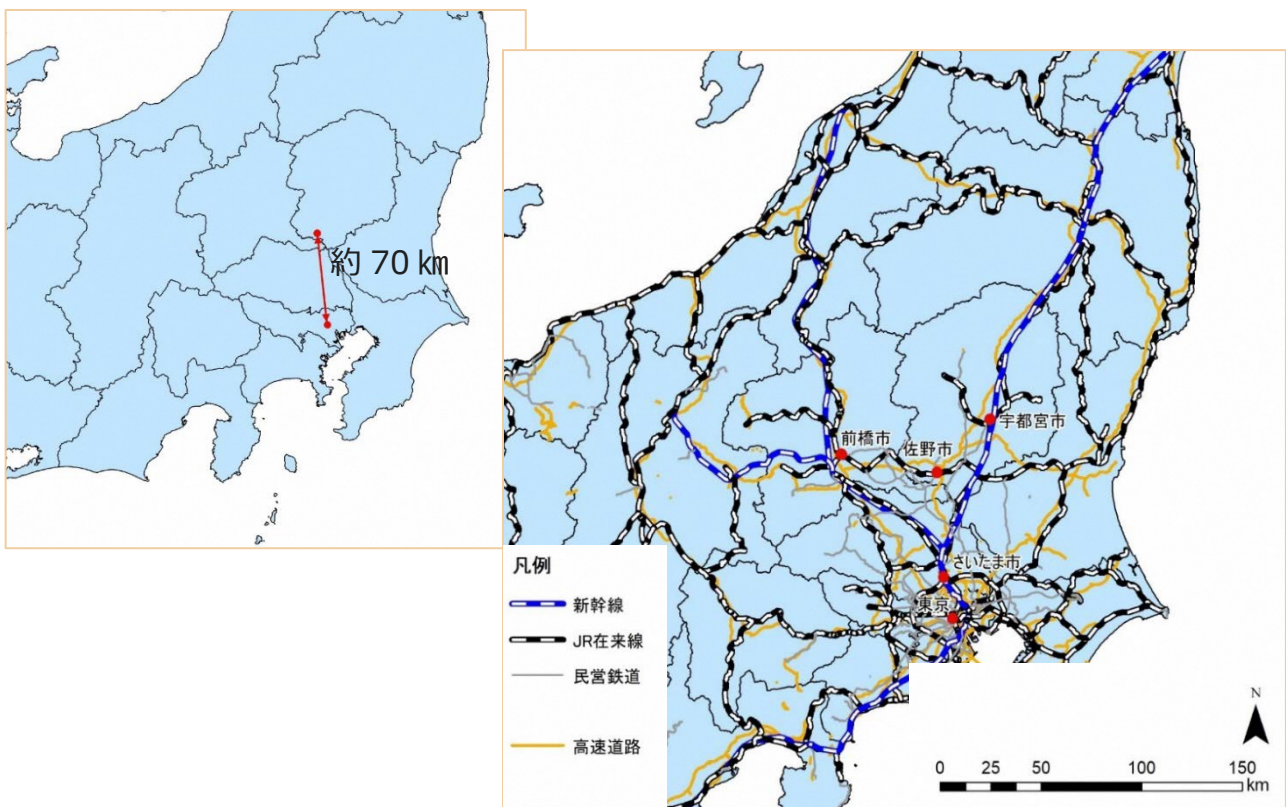 約 70 ㎞
宇都宮市
前橋市
佐野市
さいたま市
東京
凡例
新幹線
JR在来線
民営鉄道
高速道路
N
0 25 50 100 150
km